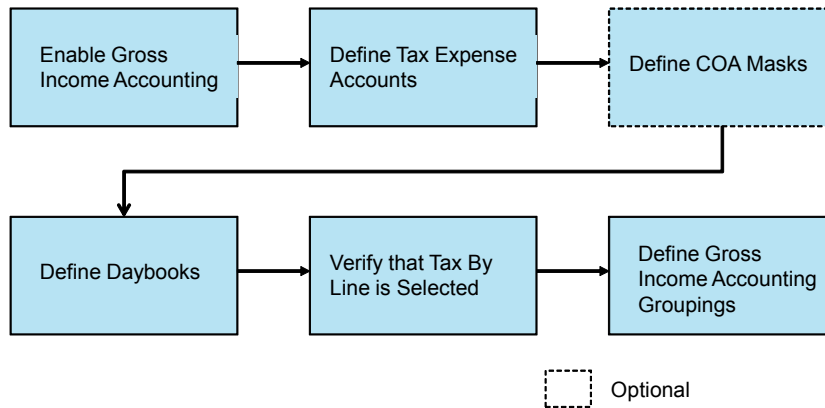 Enable Gross
Income Accounting
Define Tax Expense
Accounts
Define COA Masks
Define Daybooks
Verify that Tax By
Line is Selected
Define Gross
Income Accounting
Groupings
Optional